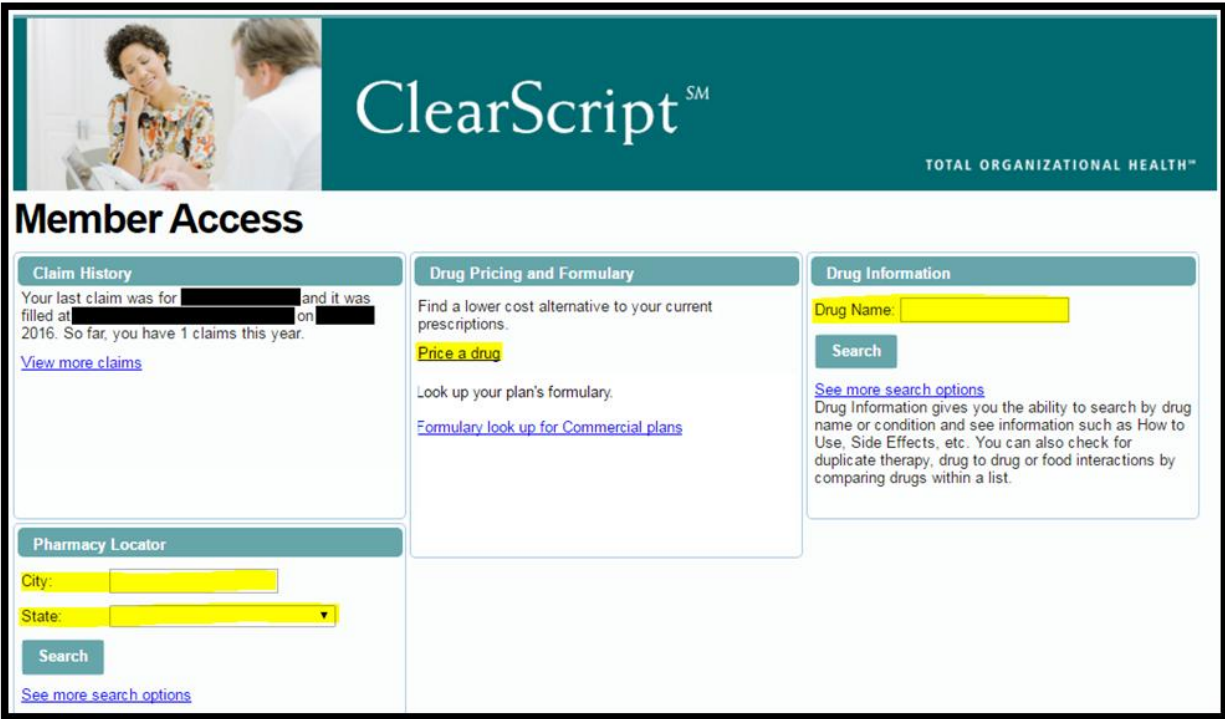 ClearScript℠
TOTAL ORGANIZATIONAL HEALTH℠
Member Access
Claim History
Your last claim was for and it was
filled at on
2016. So far, you have 1 claims this year.
View more claims
Drug Pricing and Formulary
Find a lower cost alternative to your current
prescriptions.
Price a drug
Look up your plan's formulary.
Formulary look up for Commercial plans
Drug Information
Drug Name:
Search
See more search options
Drug Information gives you the ability to search by drug
name or condition and see information such as How to
Use, Side Effects, etc. You can also check for
duplicate therapy, drug to drug or food interactions by
comparing drugs within a list.
Pharmacy Locator
City:
State:
Search
See more search options